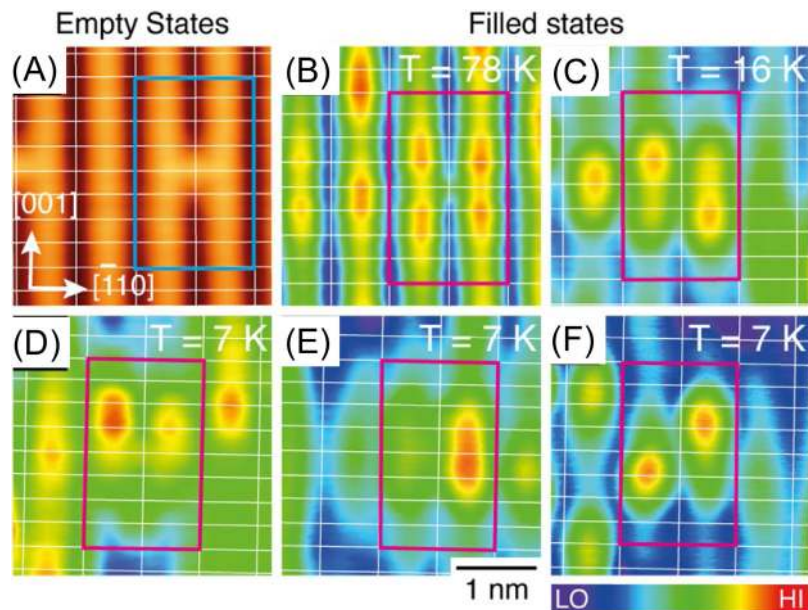 Empty States
Filled states
(A)
(B)
T = 78 K
(C)
T = 16 K
[001]
[1̄10]
(D)
T = 7 K
(E)
T = 7 K
(F)
T = 7 K
1 nm
LO
HI